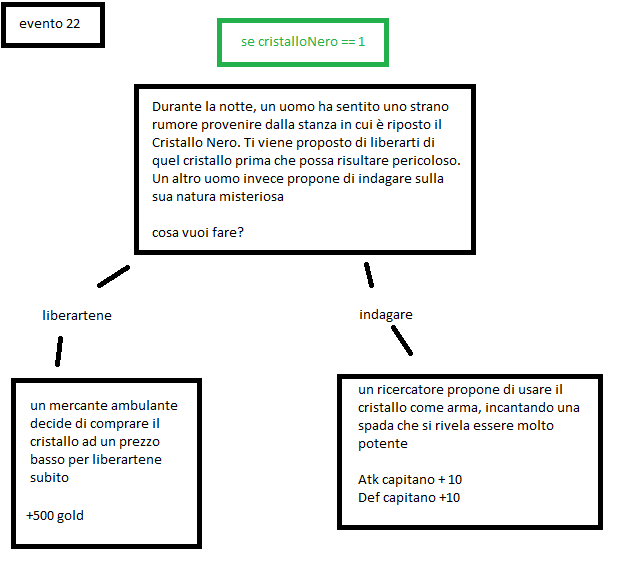 evento 22
se cristalloNero == 1
Durante la notte, un uomo ha sentito uno strano
rumore provenire dalla stanza in cui è riposto il
Cristallo Nero. Ti viene proposto di liberarti di
quel cristallo prima che possa risultare pericoloso.
Un altro uomo invece propone di indagare sulla
sua natura misteriosa
cosa vuoi fare?
liberartene
indagare
un mercante ambulante
decide di comprare il
cristallo ad un prezzo
basso per liberartene
subito
+500 gold
un ricercatore propone di usare il
cristallo come arma, incantando una
spada che si rivela essere molto
potente
Atk capitano + 10
Def capitano +10